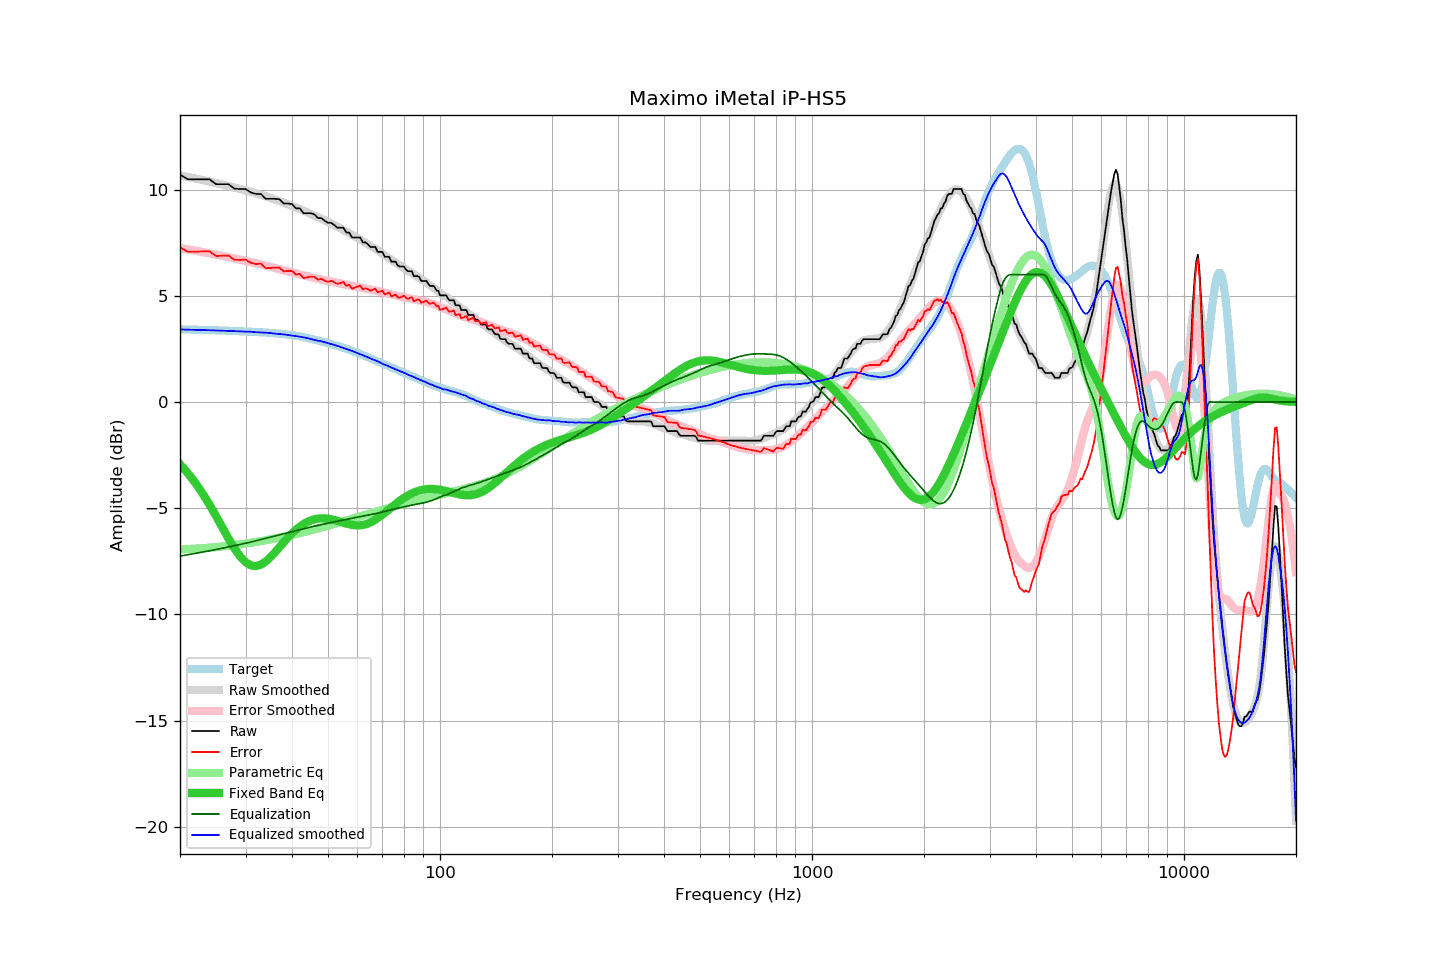 Maximo iMetal iP-HS5
Amplitude (dBr)
10
5
0
−5
−10
−15
−20
Target
Raw Smoothed
Error Smoothed
Raw
Error
Parametric Eq
Fixed Band Eq
Equalization
Equalized smoothed
100
1000
10000
Frequency (Hz)